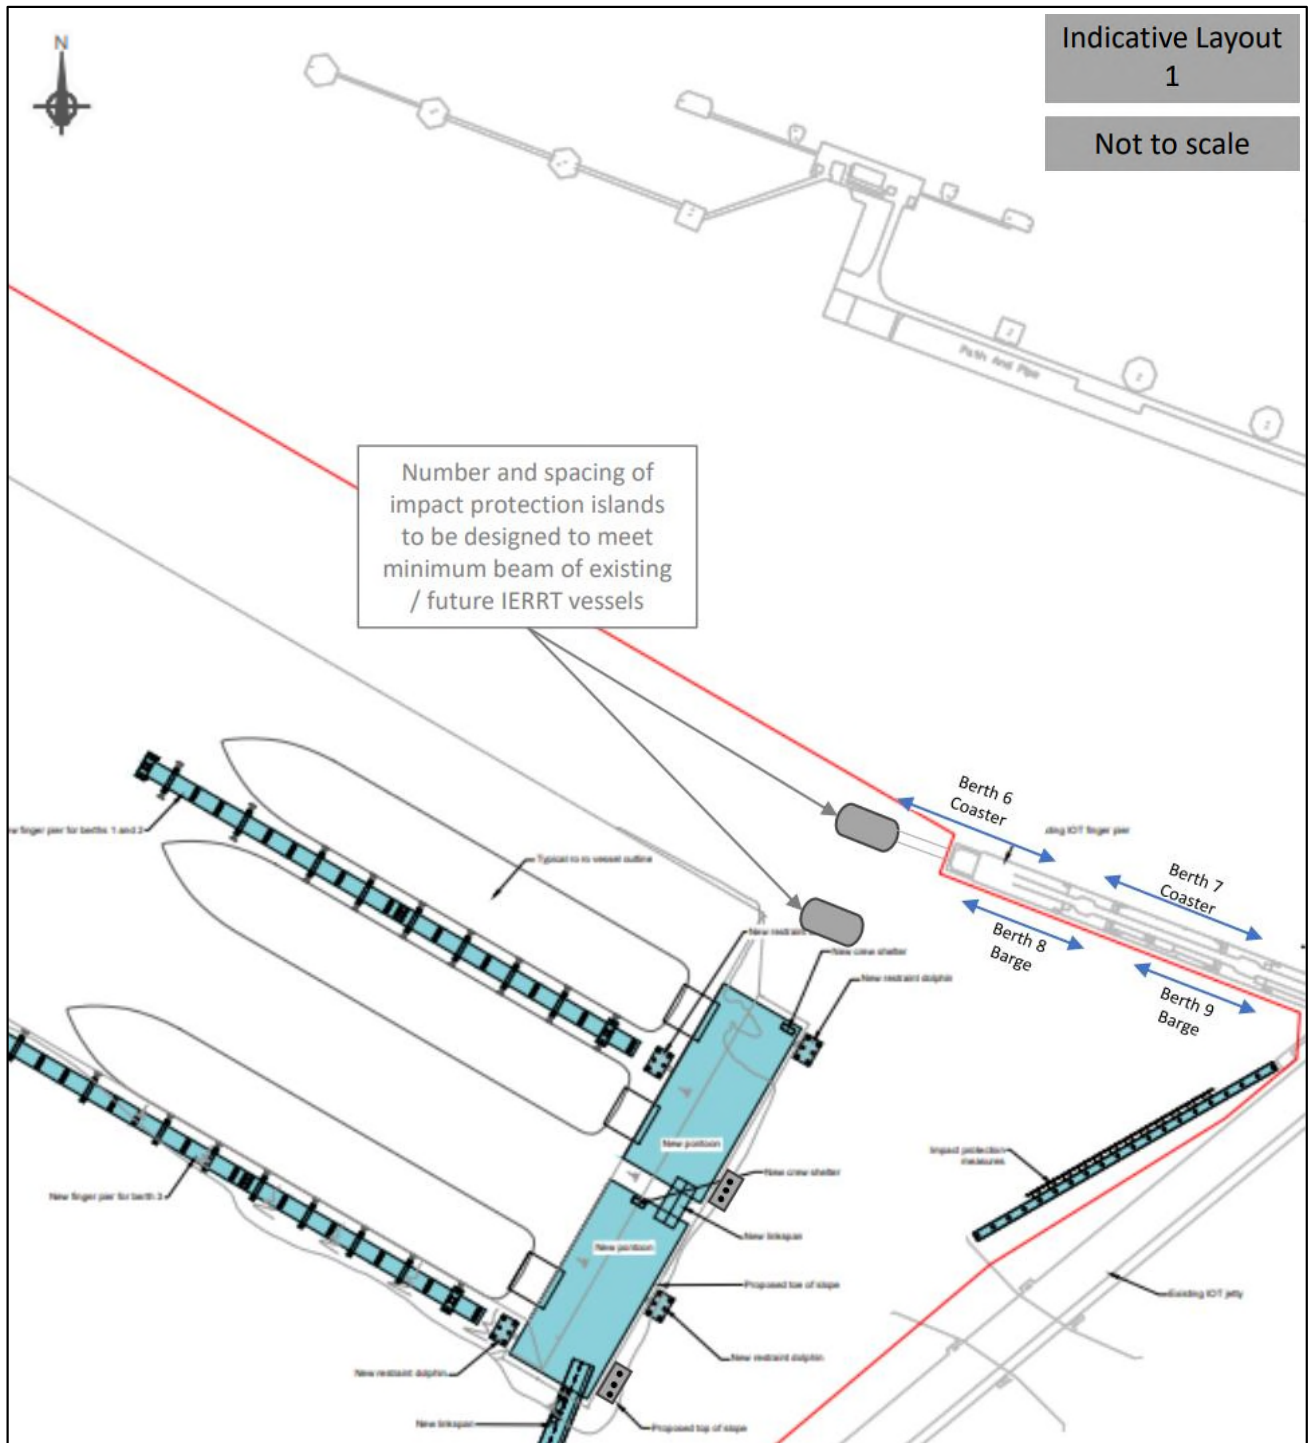 N
Indicative Layout
1
Not to scale
Path And Pipe
Number and spacing of
impact protection islands
to be designed to meet
minimum beam of existing
/ future IERRT vessels
Berth 6
Coaster
IOT finger pier
Berth 7
Coaster
finger pier for berths 1 and 2
Typical ro ro vessel outline
Berth 8
Barge
New restraint
New crew shelter
New restraint dolphin
Berth 9
Barge
New pontoon
Impact protection
measures
New crew shelter
New finger pier for berth 3
New linkspan
New pontoon
Proposed toe of slope
Existing IOT jetty
New restraint dolphin
New restraint dolphin
New linkspan
Proposed top of slope